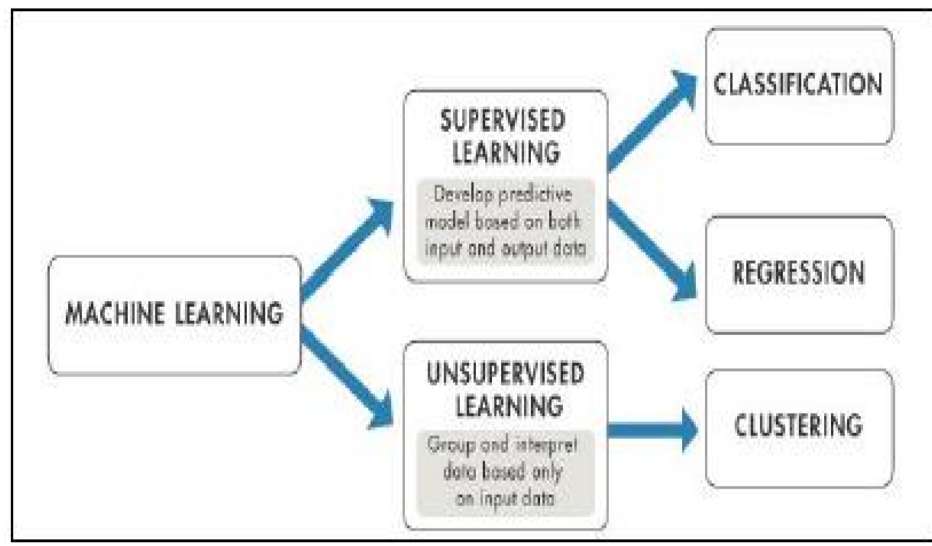 MACHINE LEARNING
SUPERVISED
LEARNING
Develop predictive
model based on both
input and output data
UNSUPERVISED
LEARNING
Group and interpret
data based only
on input data
CLASSIFICATION
REGRESSION
CLUSTERING